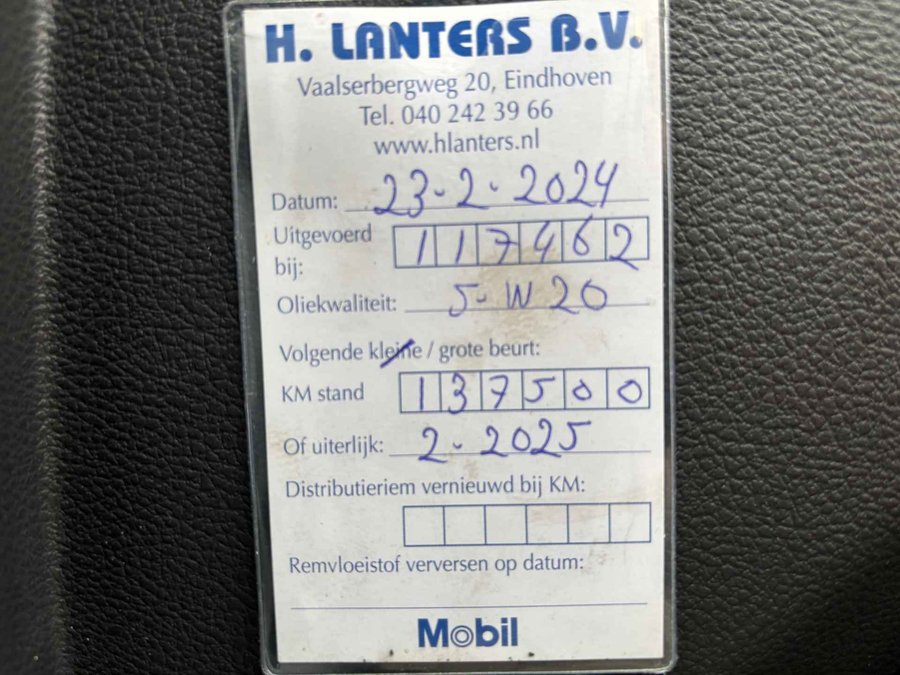 H. LANTERS B.V.
Vaalserbergweg 20, Eindhoven
Tel. 040 242 39 66
www.hlanters.nl
Datum: 23-2-2024
Uitgevoerd bij: 117462
Oliekwaliteit: 5-W20
Volgende kleine / grote beurt:
KM stand 137500
Of uiterlijk: 2-2025
Distributieriem vernieuwd bij KM:
Remvloeistof verversen op datum:
Mobil